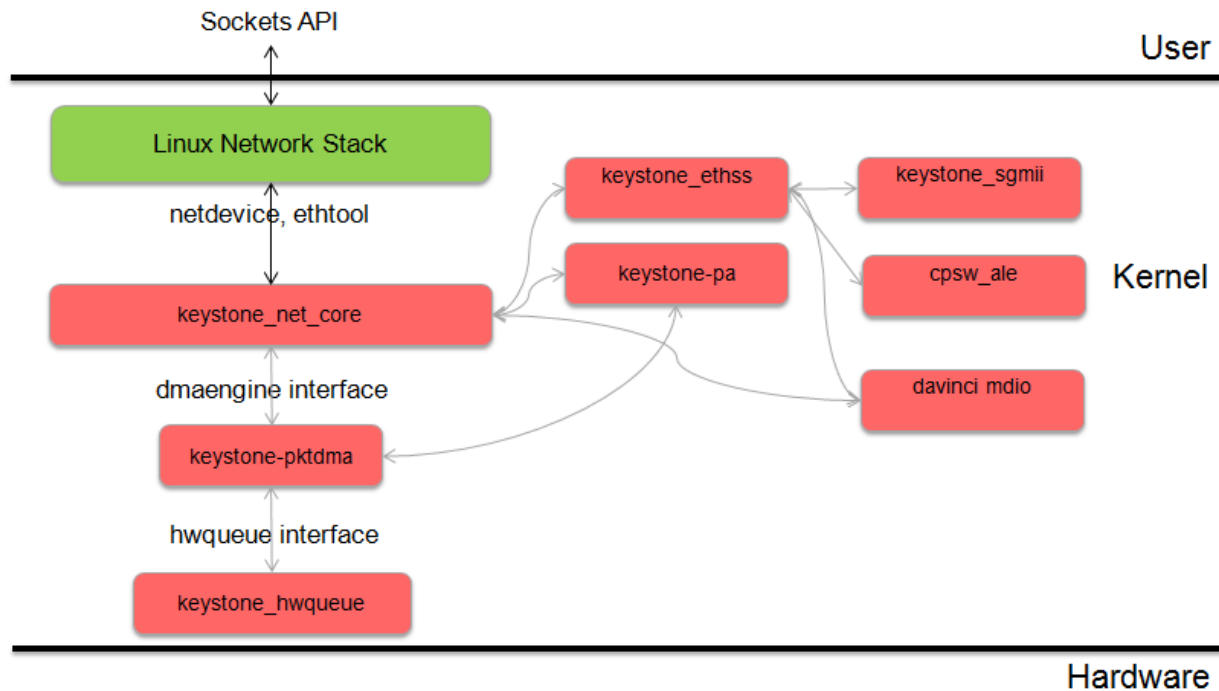 Sockets API
User
Linux Network Stack
keystone_ethss
keystone_sgmii
netdevice, ethtool
keystone-pa
cpsw_ale
Kernel
keystone_net_core
dmaengine interface
davinci mdio
keystone-pktdma
hwqueue interface
keystone_hwqueue
Hardware